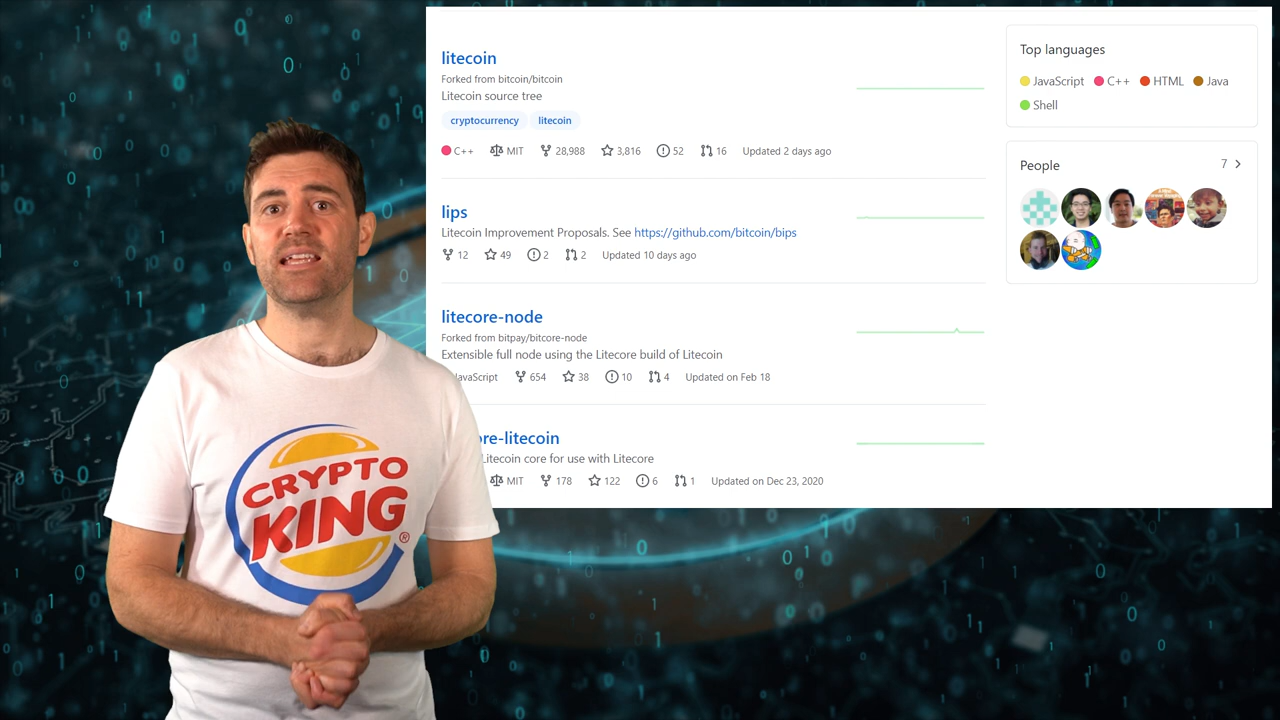 litecoin
Forked from bitcoin/bitcoin
Litecoin source tree
cryptocurrency litecoin
C++ MIT 28,988 3,816 52 16 Updated 2 days ago
lips
Litecoin Improvement Proposals. See https://github.com/bitcoin/bips
12 49 2 2 Updated 10 days ago
litecore-node
Forked from bitpay/bitcore-node
Extensible full node using the Litecore build of Litecoin
JavaScript 654 38 10 4 Updated on Feb 18
re-litecoin
Litecoin core for use with Litecore
MIT 178 122 6 1 Updated on Dec 23, 2020
Top languages
JavaScript C++ HTML Java
Shell
People 7
CRYPTO
KING
®